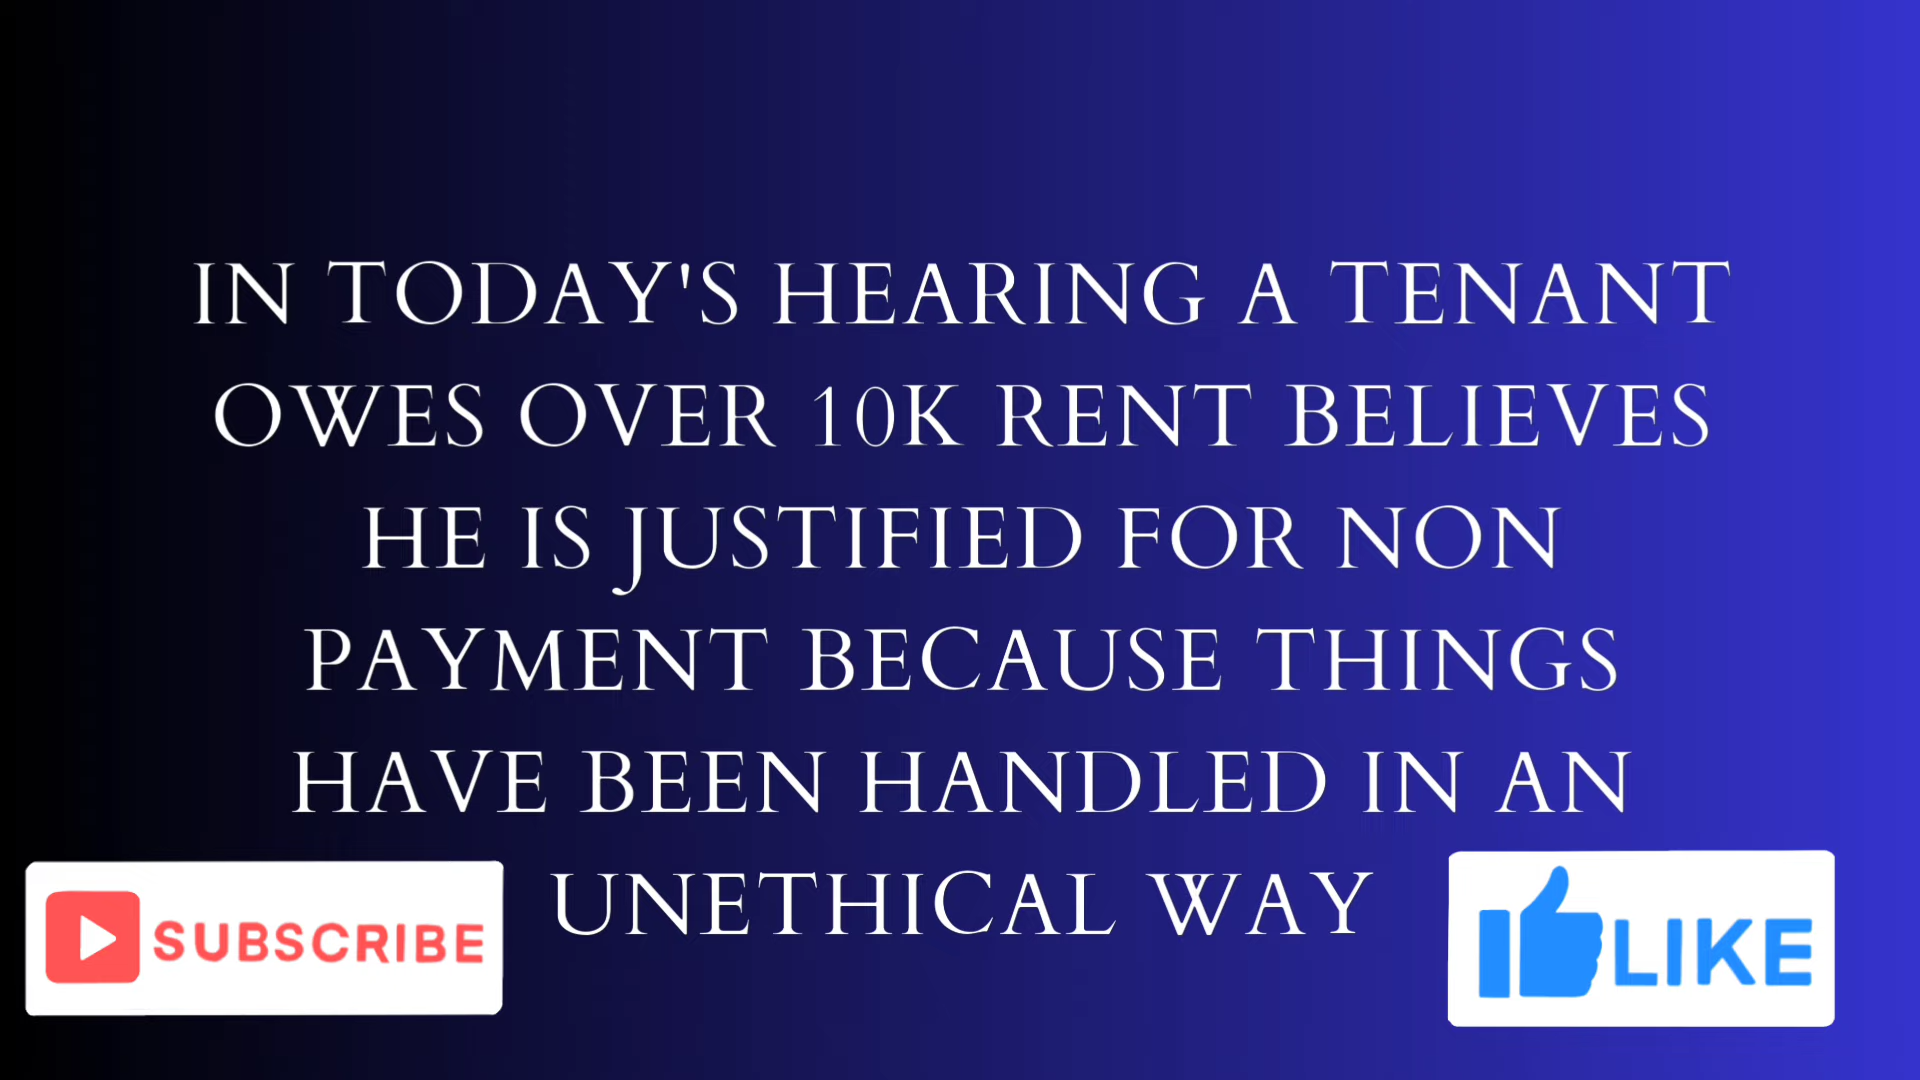 IN TODAY'S HEARING A TENANT
OWES OVER 10K RENT BELIEVES
HE IS JUSTIFIED FOR NON
PAYMENT BECAUSE THINGS
HAVE BEEN HANDLED IN AN
UNETHICAL WAY
SUBSCRIBE
LIKE